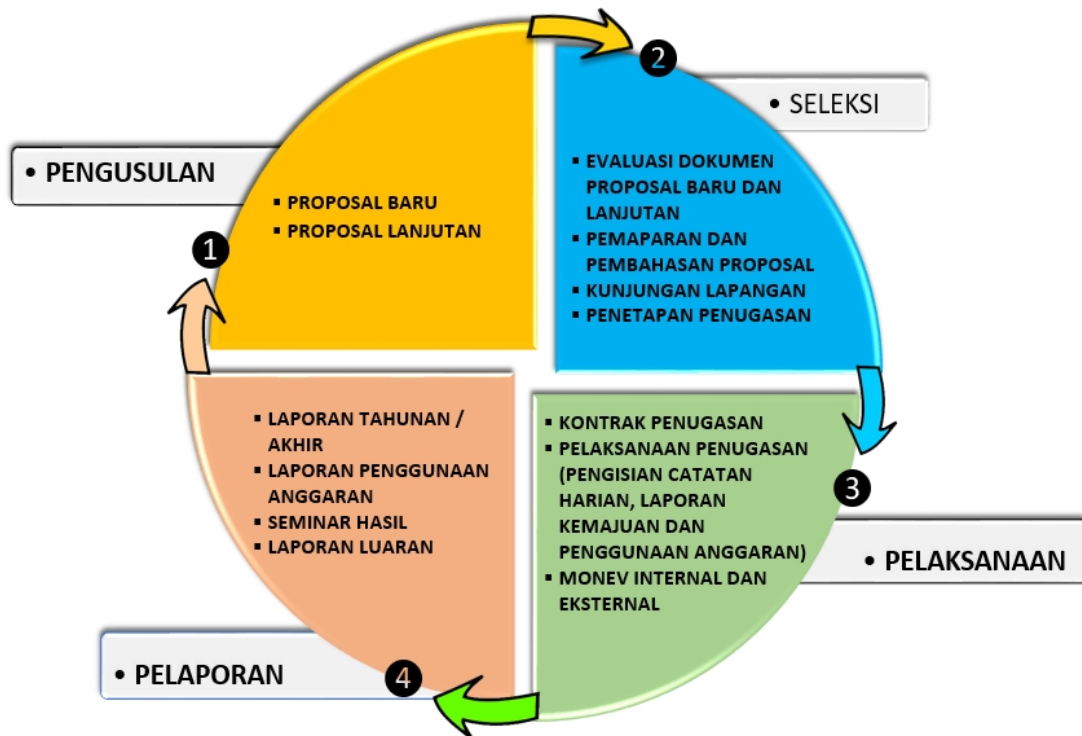 1
• PENGUSULAN
▪ PROPOSAL BARU
▪ PROPOSAL LANJUTAN
2
• SELEKSI
▪ EVALUASI DOKUMEN
PROPOSAL BARU DAN
LANJUTAN
▪ PEMAPARAN DAN
PEMBAHASAN PROPOSAL
▪ KUNJUNGAN LAPANGAN
▪ PENETAPAN PENUGASAN
3
• PELAKSANAAN
▪ KONTRAK PENUGASAN
▪ PELAKSANAAN PENUGASAN
(PENGISIAN CATATAN
HARIAN, LAPORAN
KEMAJUAN DAN
PENGGUNAAN ANGGARAN)
▪ MONEV INTERNAL DAN
EKSTERNAL
4
• PELAPORAN
▪ LAPORAN TAHUNAN /
AKHIR
▪ LAPORAN PENGGUNAAN
ANGGARAN
▪ SEMINAR HASIL
▪ LAPORAN LUARAN